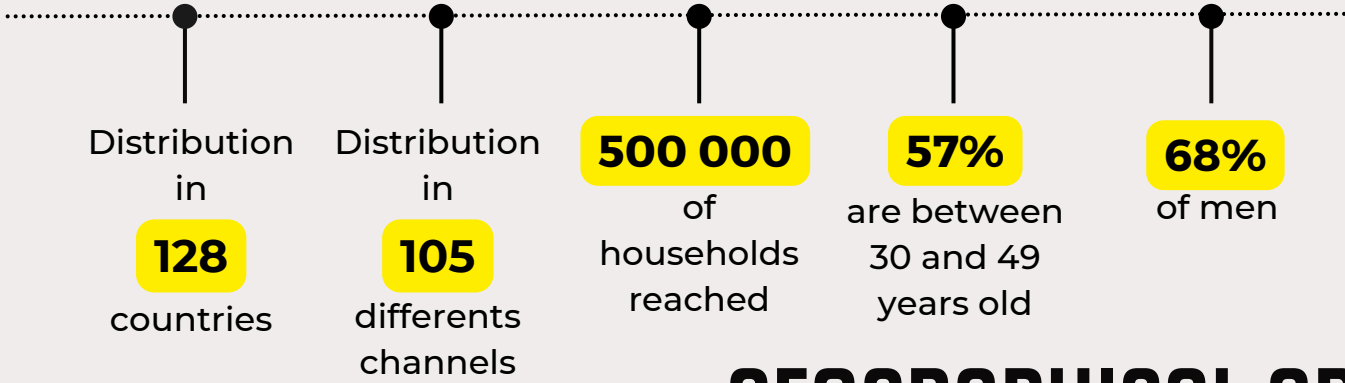 Distribution
in
128
countries
Distribution
in
105
differents
channels
500 000
of
households
reached
57%
are between
30 and 49
years old
68%
of men